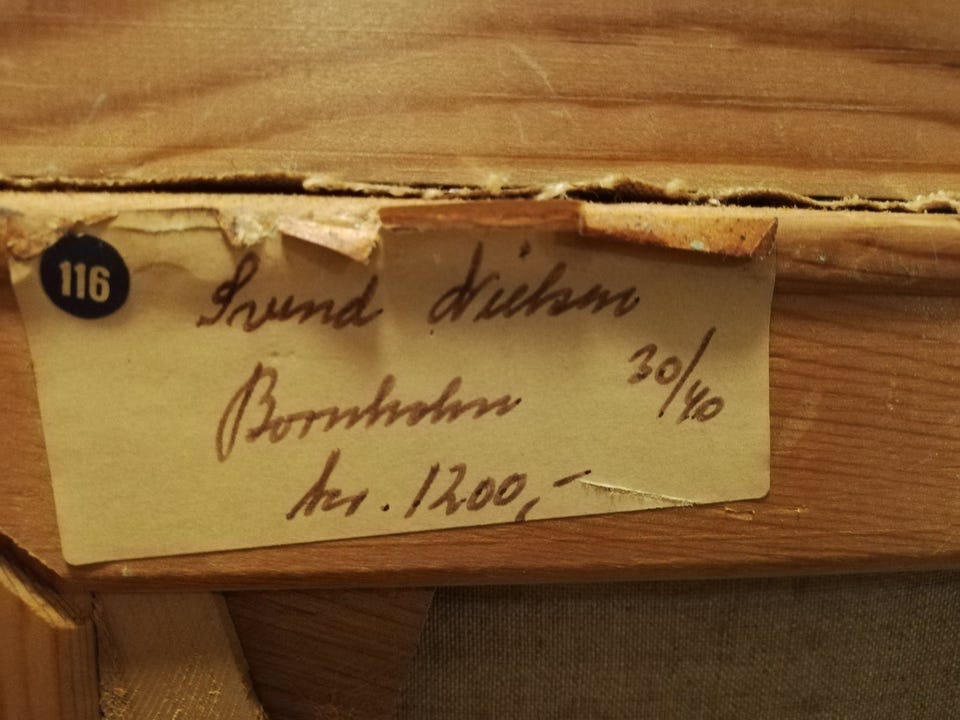 116
Svend Nielsen
Bornholm 30/40
kr. 1200,-